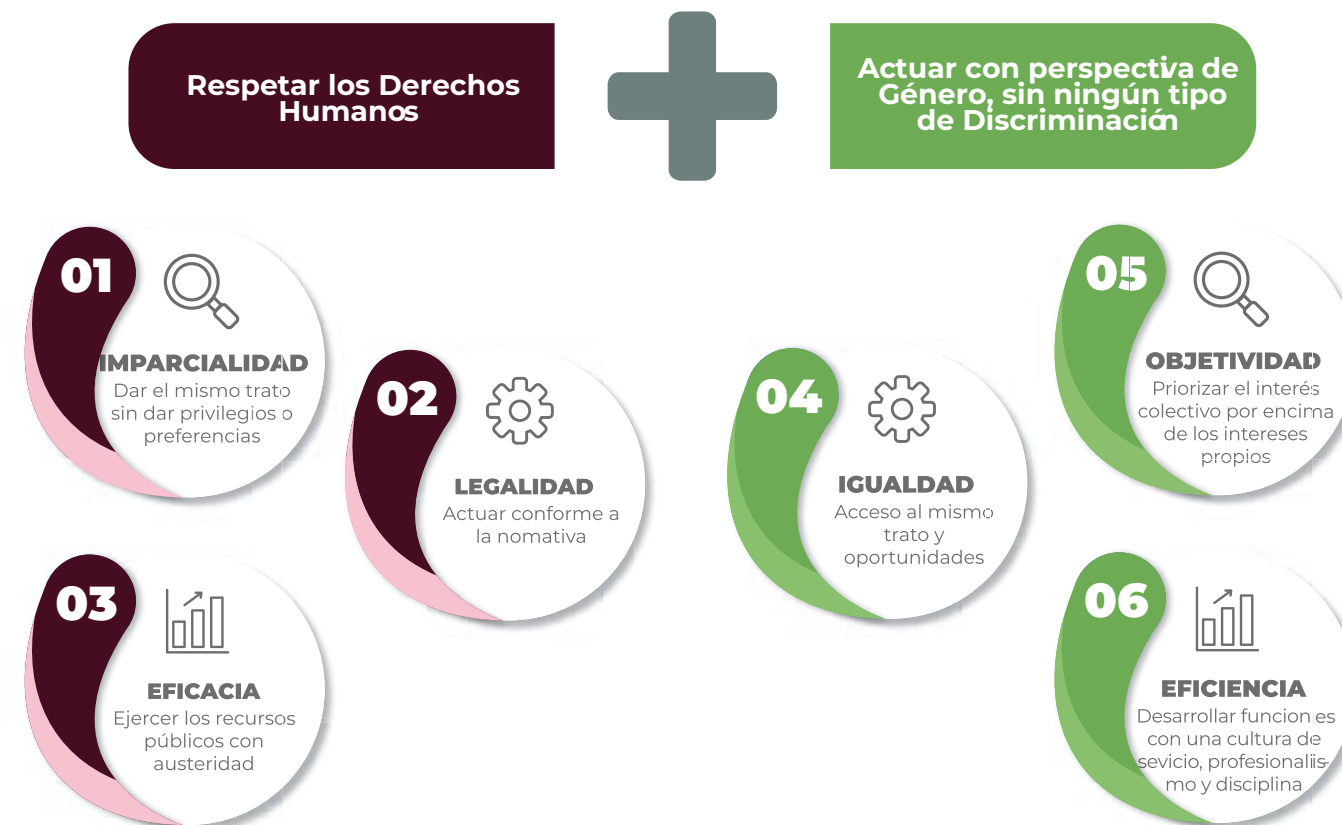 Respetar los Derechos
Humanos
Actuar con perspectiva de
Género, sin ningún tipo
de Discriminación
01
IMPARCIALIDAD
Dar el mismo trato
sin dar privilegios o
preferencias
02
LEGALIDAD
Actuar conforme a
la nomativa
03
EFICACIA
Ejercer los recursos
públicos con
austeridad
04
IGUALDAD
Acceso al mismo
trato y
oportunidades
05
OBJETIVIDAD
Priorizar el interés
colectivo por encima
de los intereses
propios
06
EFICIENCIA
Desarrollar funciones
con una cultura de
sevicio, profesionalis-
mo y disciplina